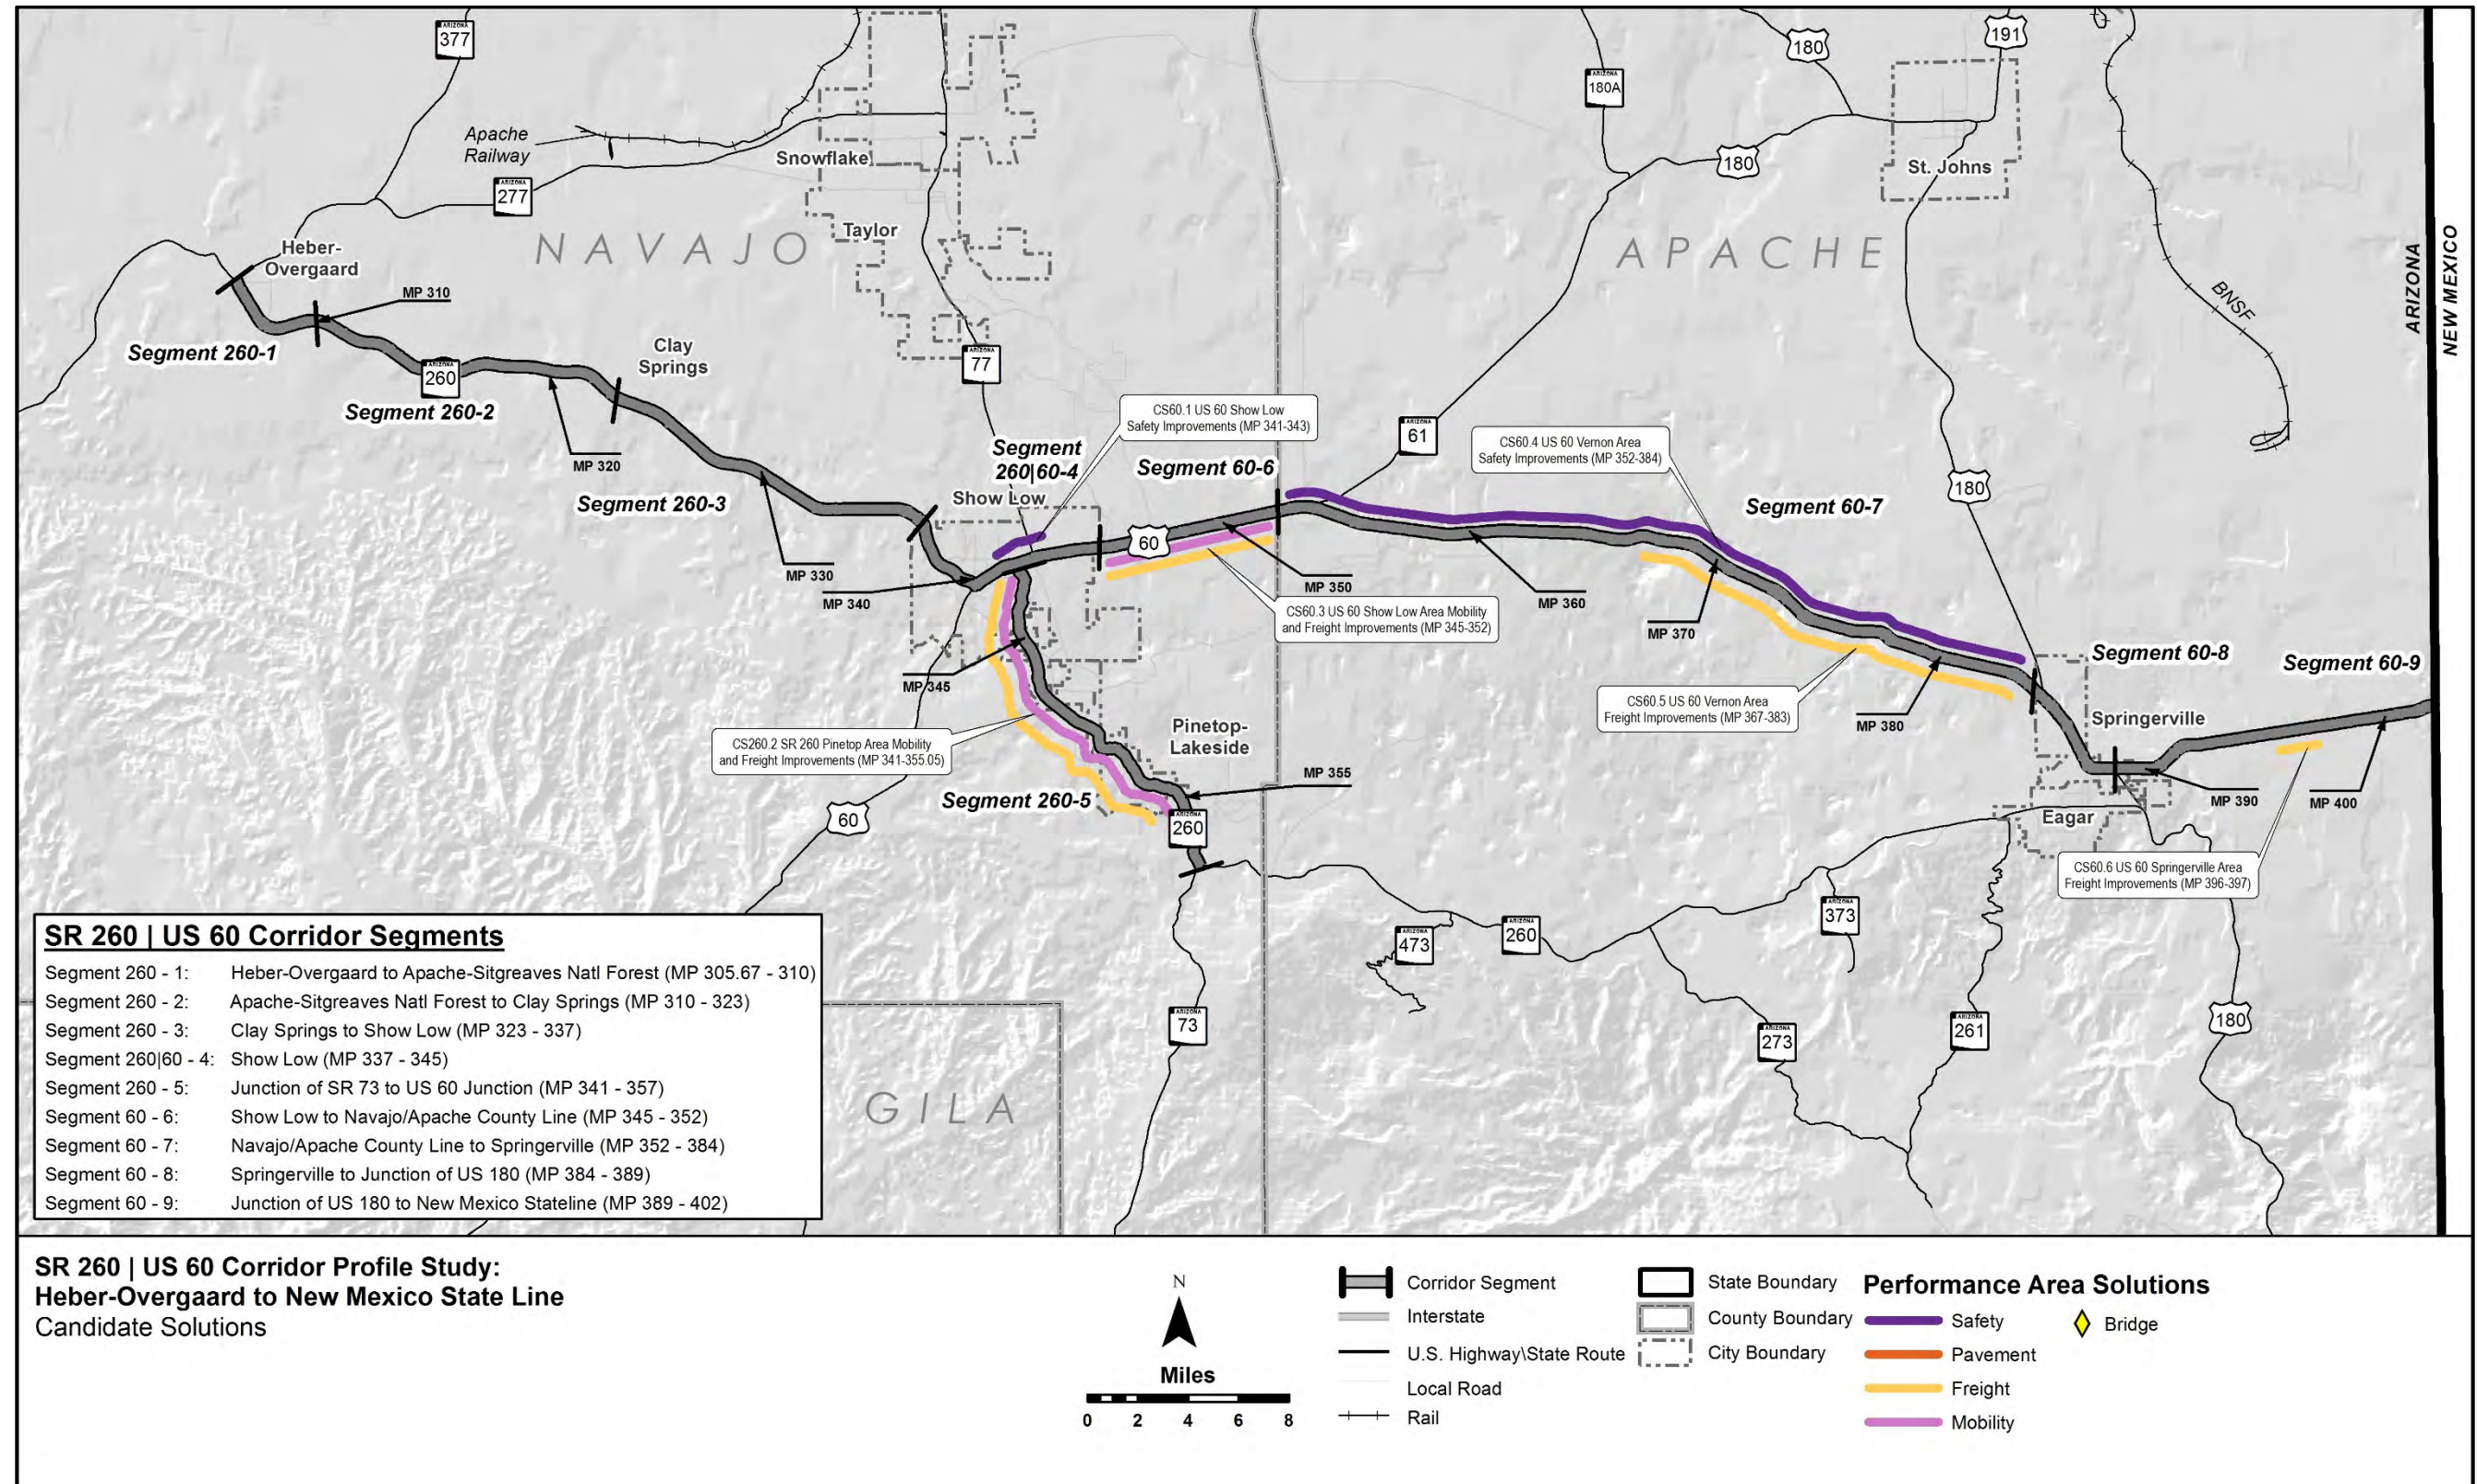 ARIZONA
377
Apache
Railway
ARIZONA
277
Snowflake
Taylor
NAVAJO
Heber-
Overgaard
MP 310
Segment 260-1
ARIZONA
260
Segment 260-2
Clay
Springs
MP 320
Segment 260-3
MP 330
ARIZONA
77
Segment
260|60-4
Show Low
MP 340
CS60.1 US 60 Show Low
Safety Improvements (MP 341-343)
Segment 60-6
60
MP 350
CS60.3 US 60 Show Low Area Mobility
and Freight Improvements (MP 345-352)
ARIZONA
180A
180
191
180
St. Johns
APACHE
BNSF
ARIZONA
NEW MEXICO
ARIZONA
61
CS60.4 US 60 Vernon Area
Safety Improvements (MP 352-384)
Segment 60-7
180
MP 360
MP 370
CS60.5 US 60 Vernon Area
Freight Improvements (MP 367-383)
MP 380
Segment 60-8
Segment 60-9
Springerville
MP 390
MP 400
Eagar
CS60.6 US 60 Springerville Area
Freight Improvements (MP 396-397)
MP 345
CS260.2 SR 260 Pinetop Area Mobility
and Freight Improvements (MP 341-355.05)
Pinetop-
Lakeside
MP 355
Segment 260-5
ARIZONA
260
60
ARIZONA
473
ARIZONA
260
ARIZONA
373
ARIZONA
73
ARIZONA
273
ARIZONA
261
180
GILA
SR 260 | US 60 Corridor Segments
Segment 260 - 1: Heber-Overgaard to Apache-Sitgreaves Natl Forest (MP 305.67 - 310)
Segment 260 - 2: Apache-Sitgreaves Natl Forest to Clay Springs (MP 310 - 323)
Segment 260 - 3: Clay Springs to Show Low (MP 323 - 337)
Segment 260|60 - 4: Show Low (MP 337 - 345)
Segment 260 - 5: Junction of SR 73 to US 60 Junction (MP 341 - 357)
Segment 60 - 6: Show Low to Navajo/Apache County Line (MP 345 - 352)
Segment 60 - 7: Navajo/Apache County Line to Springerville (MP 352 - 384)
Segment 60 - 8: Springerville to Junction of US 180 (MP 384 - 389)
Segment 60 - 9: Junction of US 180 to New Mexico Stateline (MP 389 - 402)
SR 260 | US 60 Corridor Profile Study:
Heber-Overgaard to New Mexico State Line
Candidate Solutions
N
Miles
0 2 4 6 8
Corridor Segment
Interstate
U.S. Highway\State Route
Local Road
Rail
State Boundary
County Boundary
City Boundary
Performance Area Solutions
Safety
Pavement
Freight
Mobility
Bridge